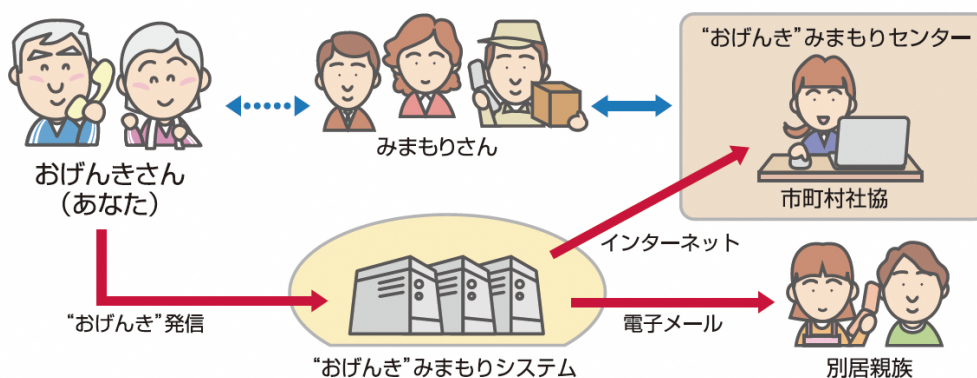 “おげんき”みまもりセンター
みまもりさん
おげんきさん
(あなた)
市町村社協
インターネット
“おげんき”発信
電子メール
“おげんき”みまもりシステム
別居親族